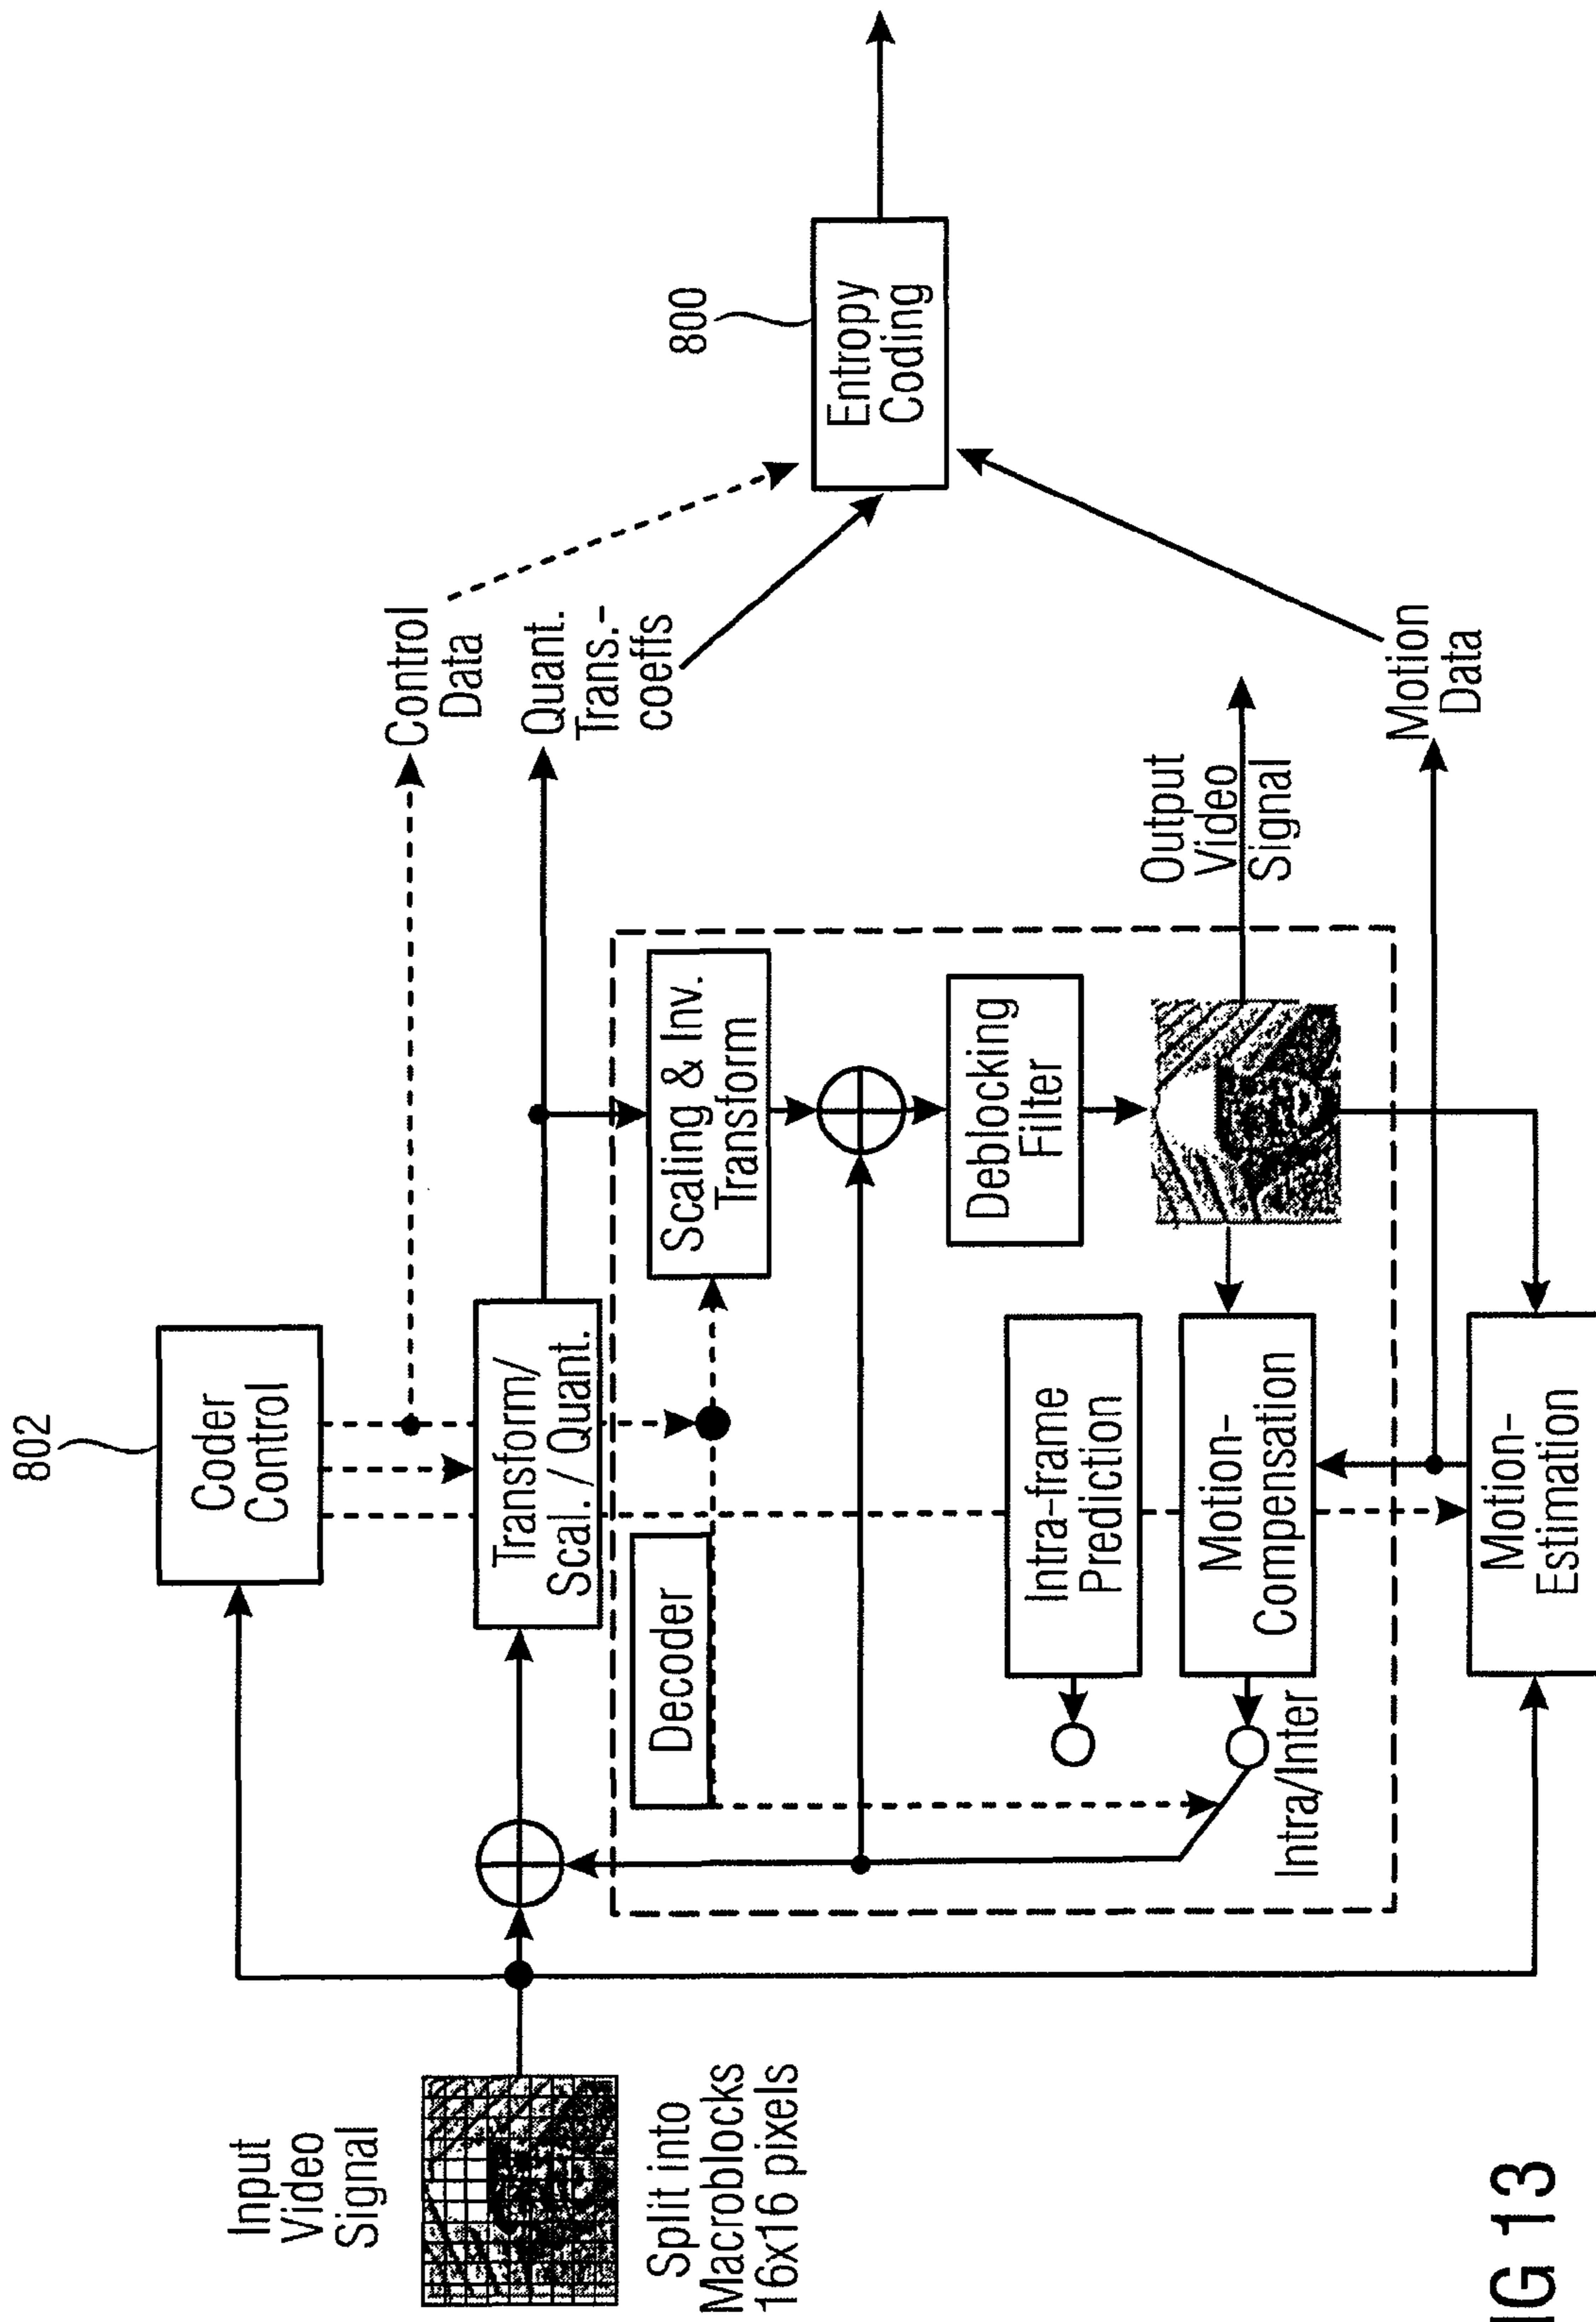 802
Coder
Control
Input
Video
Signal
Split into
Macroblocks
16x16 pixels
Transform/
Scal. / Quant.
Control
Data
Quant.
Trans.-
coeffs
800
Entropy
Coding
Decoder
Scaling & Inv.
Transform
Deblocking
Filter
Intra-frame
Prediction
Motion-
Compensation
Intra/Inter
Output
Video
Signal
Motion-
Estimation
Motion
Data
IG 13